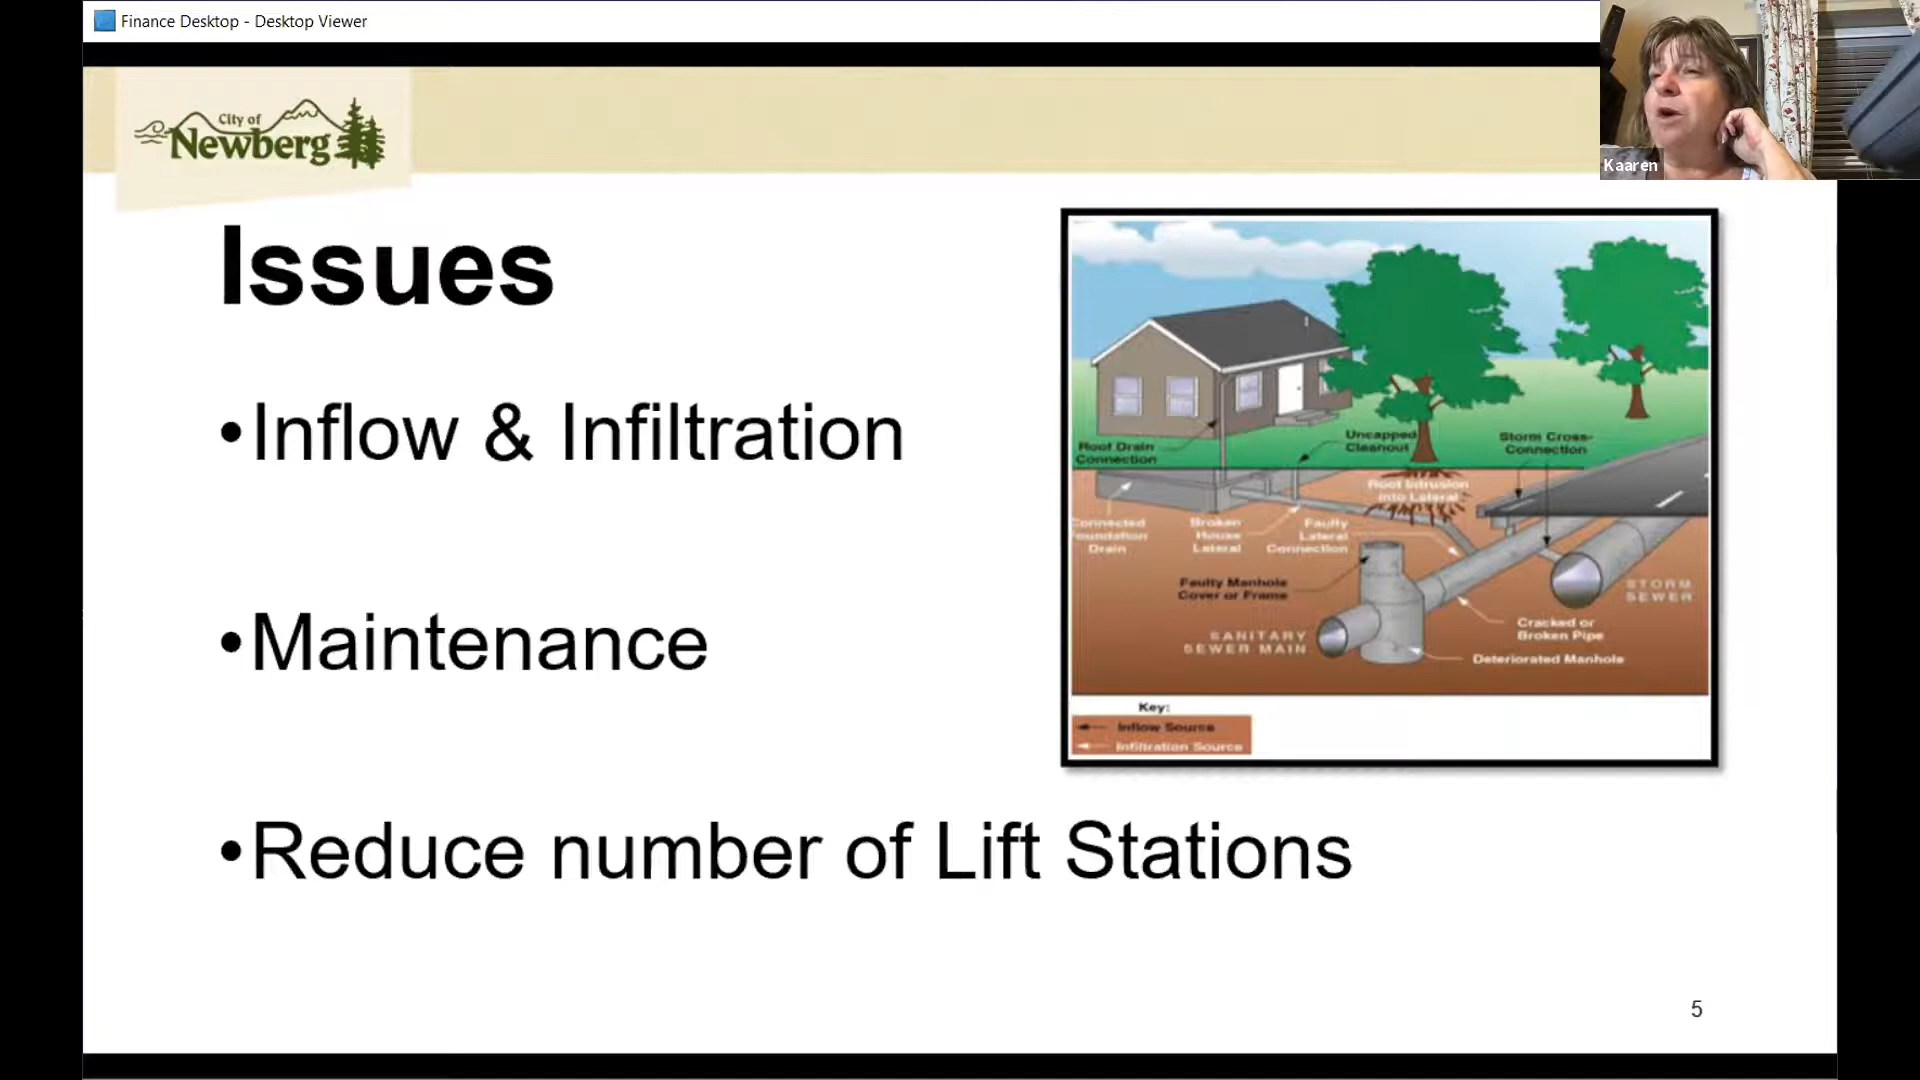 Finance Desktop - Desktop Viewer
Kaaren
City of
Newberg
Issues
•Inflow & Infiltration
•Maintenance
•Reduce number of Lift Stations
Roof Drain
Connection
Uncapped
Cleanout
Storm Cross-
Connection
Root Intrusion
into Lateral
Connected
Foundation
Drain
Broken
House
Lateral
Faulty
Lateral
Connection
Faulty Manhole
Cover or Frame
STORM
SEWER
SANITARY
SEWER MAIN
Cracked or
Broken Pipe
Deteriorated Manhole
Key:
Inflow Source
Infiltration Source
5